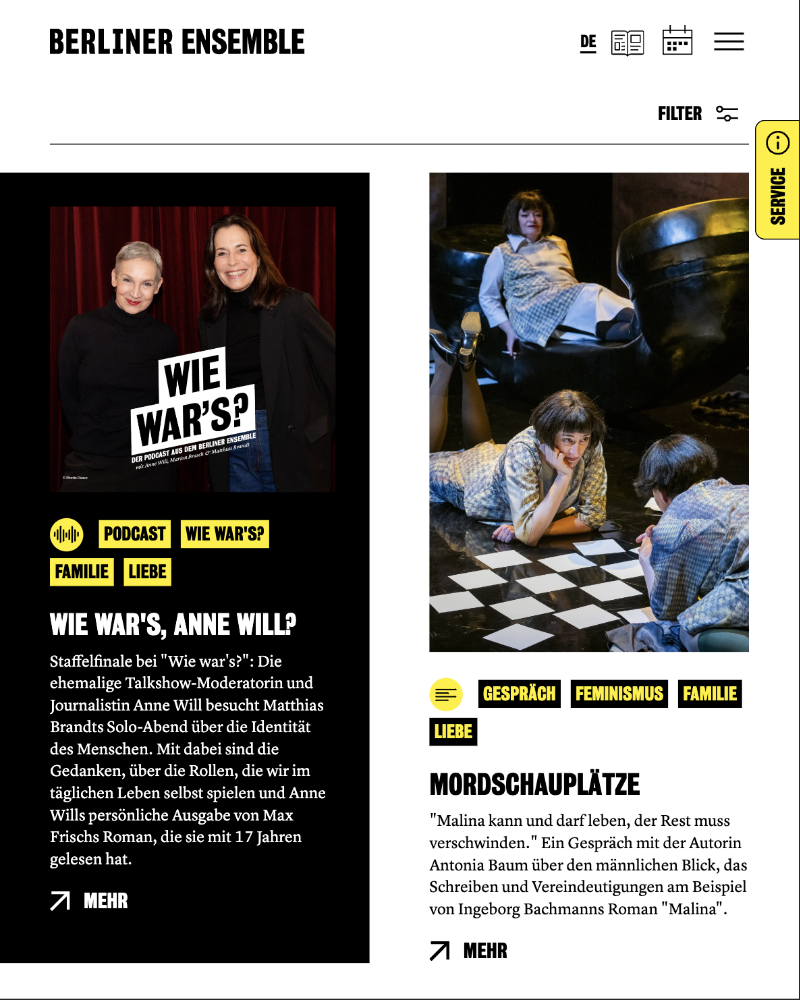 BERLINER ENSEMBLE
DE
FILTER
SERVICE
WIE
WAR'S?
DER PODCAST AUS DEM BERLINER ENSEMBLE
mit Anne Will, Marion Brasch & Matthias Brandt
PODCAST
WIE WAR'S?
FAMILIE
LIEBE
WIE WAR'S, ANNE WILL?
Staffelfinale bei "Wie war's?": Die
ehemalige Talkshow-Moderatorin und
Journalistin Anne Will besucht Matthias
Brandts Solo-Abend über die Identität
des Menschen. Mit dabei sind die
Gedanken, über die Rollen, die wir im
täglichen Leben selbst spielen und Anne
Wills persönliche Ausgabe von Max
Frischs Roman, die sie mit 17 Jahren
gelesen hat.
MEHR
GESPRÄCH
FEMINISMUS
FAMILIE
LIEBE
MORDSCHAUPLÄTZE
"Malina kann und darf leben, der Rest muss
verschwinden." Ein Gespräch mit der Autorin
Antonia Baum über den männlichen Blick, das
Schreiben und Vereindeutigungen am Beispiel
von Ingeborg Bachmanns Roman "Malina".
MEHR